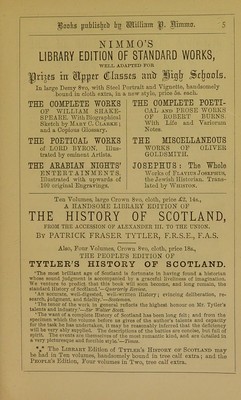 Books published by William P. Nimmo. 5
NIMMO'S
LIBRARY EDITION OF STANDARD WORKS,
WELL ADAPTED FOR
Prizes in Upper Classes and High Schools.
In large Demy 8vo, with Steel Portrait and Vignette, handsomely
bound in cloth extra, in a new style, price 5s. each.
THE COMPLETE WORKS
OF WILLIAM SHAKE-
SPEARE. With Biographical
Sketch by MARY C. CLARKE;
and a Copious Glossary.
THE POETICAL WORKS
of LORD BYRON. Illus-
trated by eminent Artists.
THE ARABIAN NIGHTS'
ENTERTAINMENTS.
Illustrated with upwards of
100 original Engravings.
THE COMPLETE POETI-
CAL AND PROSE WORKS
OF ROBERT BURNS.
With Life and Variorum
Notes.
THE MISCELLANEOUS
WORKS OF OLIVER
GOLDSMITH.
JOSEPHUS: The Whole
Works of FLAVIUS JOSEPHUS,
the Jewish Historian. Trans-
lated by WHISTON.
Ten Volumes, large Crown 8vo, cloth, price £2, 14s.,
A HANDSOME LIBRARY EDITION OF
THE HISTORY OF SCOTLAND,
FROM THE ACCESSION OF ALEXANDER III. TO THE UNION.
BY PATRICK FRASER TYTLER, F.R.S.E., F.A.S.
Also, Four Volumes, Crown 8vo, cloth, price 18s.,
THE PEOPLE'S EDITION OF
TYTLER'S HISTORY OF SCOTLAND.
'The most brilliant age of Scotland is fortunate in having found a historian
whose sound judgment is accompanied by a graceful liveliness of imagination.
We venture to predict that this book will soon become, and long remain, the
standard History of Scotland.'—Quarterly Review.
'An accurate, well-digested, well-written History; evincing deliberation, re-
search, judgment, and fidelity.'—Scotsman.
'The tenor of the work in general reflects the highest honour on Mr. Tytler's
talents and industry.'—Sir Walter Scott.
'The want of a complete History of Scotland has been long felt; and from the
specimen which the volume before us gives of the author's talents and capacity
for the task he has undertaken, it may be reasonably inferred that the deficiency
will be very ably supplied. The descriptions of the battles are concise, but full of
spirit. The events are themselves of the most romantic kind, and are detailed in
a very picturesque and forcible style.'—Times.
*⁎* The LIBRARY EDITION of TYTLER'S HISTORY OF SCOTLAND may
be had in Ten volumes, handsomely bound in tree calf extra; and the
PEOPLE'S EDITION, Four volumes in Two, tree calf extra.